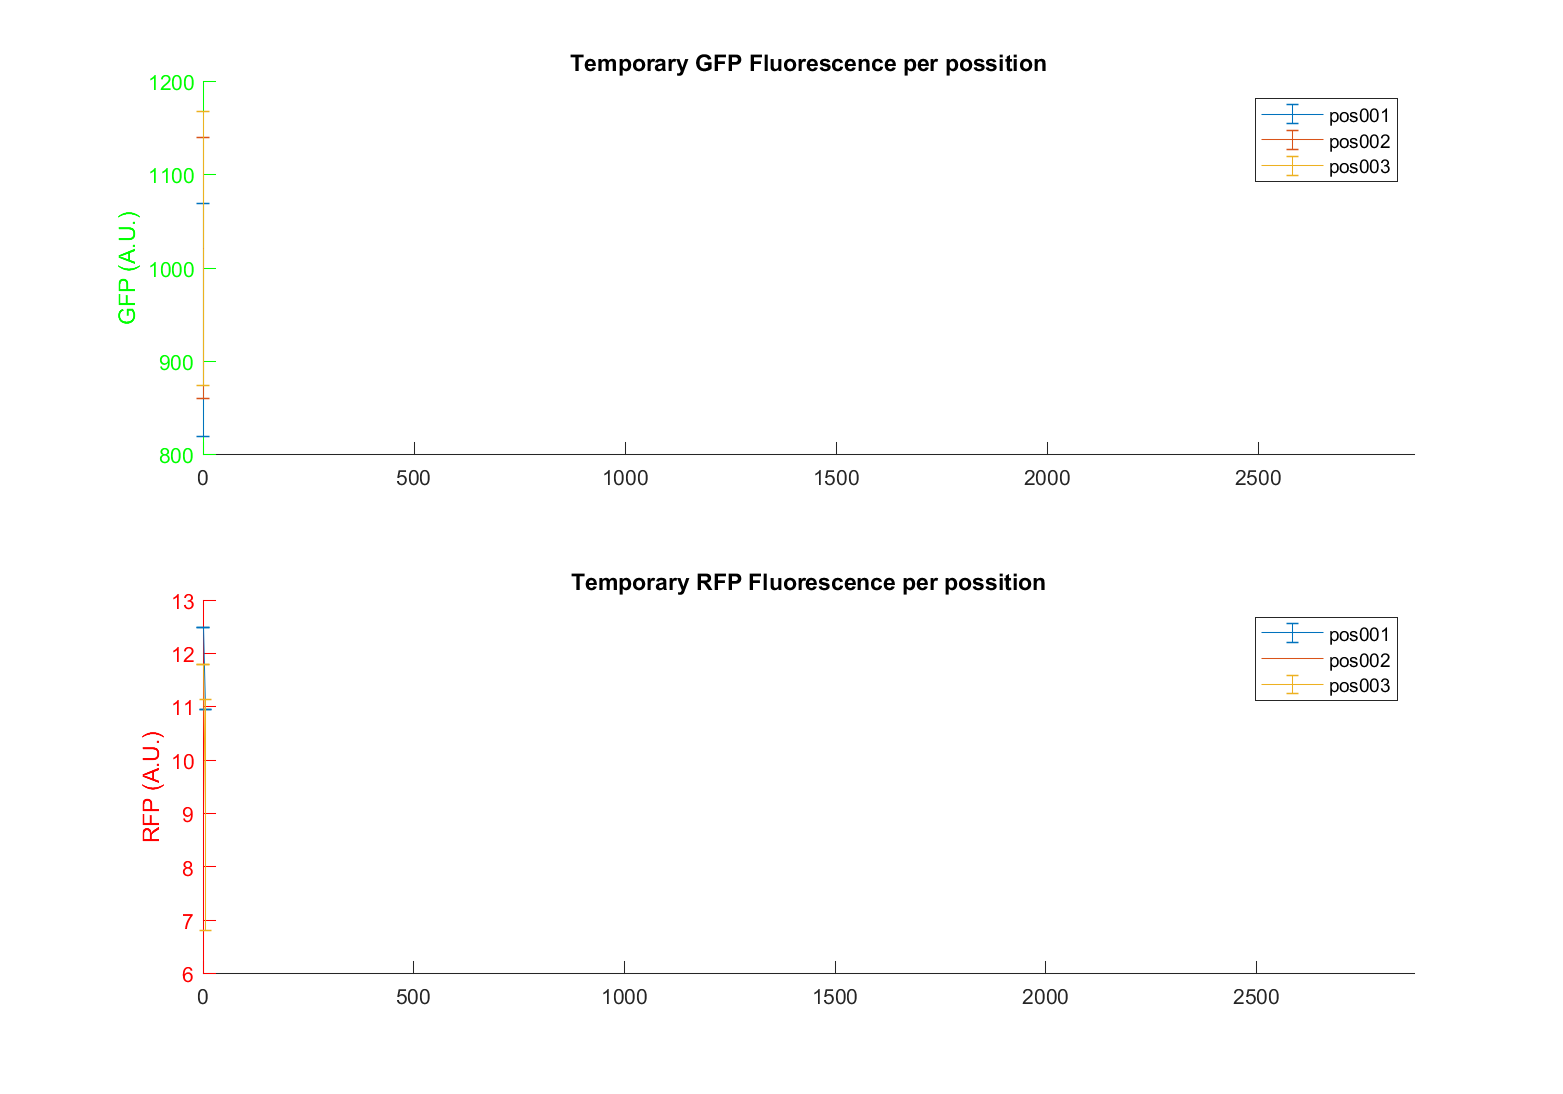 Temporary GFP Fluorescence per possition
1200
1100
1000
900
800
GFP (A.U.)
0 500 1000 1500 2000 2500
pos001
pos002
pos003
Temporary RFP Fluorescence per possition
13
12
11
10
9
8
7
6
RFP (A.U.)
0 500 1000 1500 2000 2500
pos001
pos002
pos003